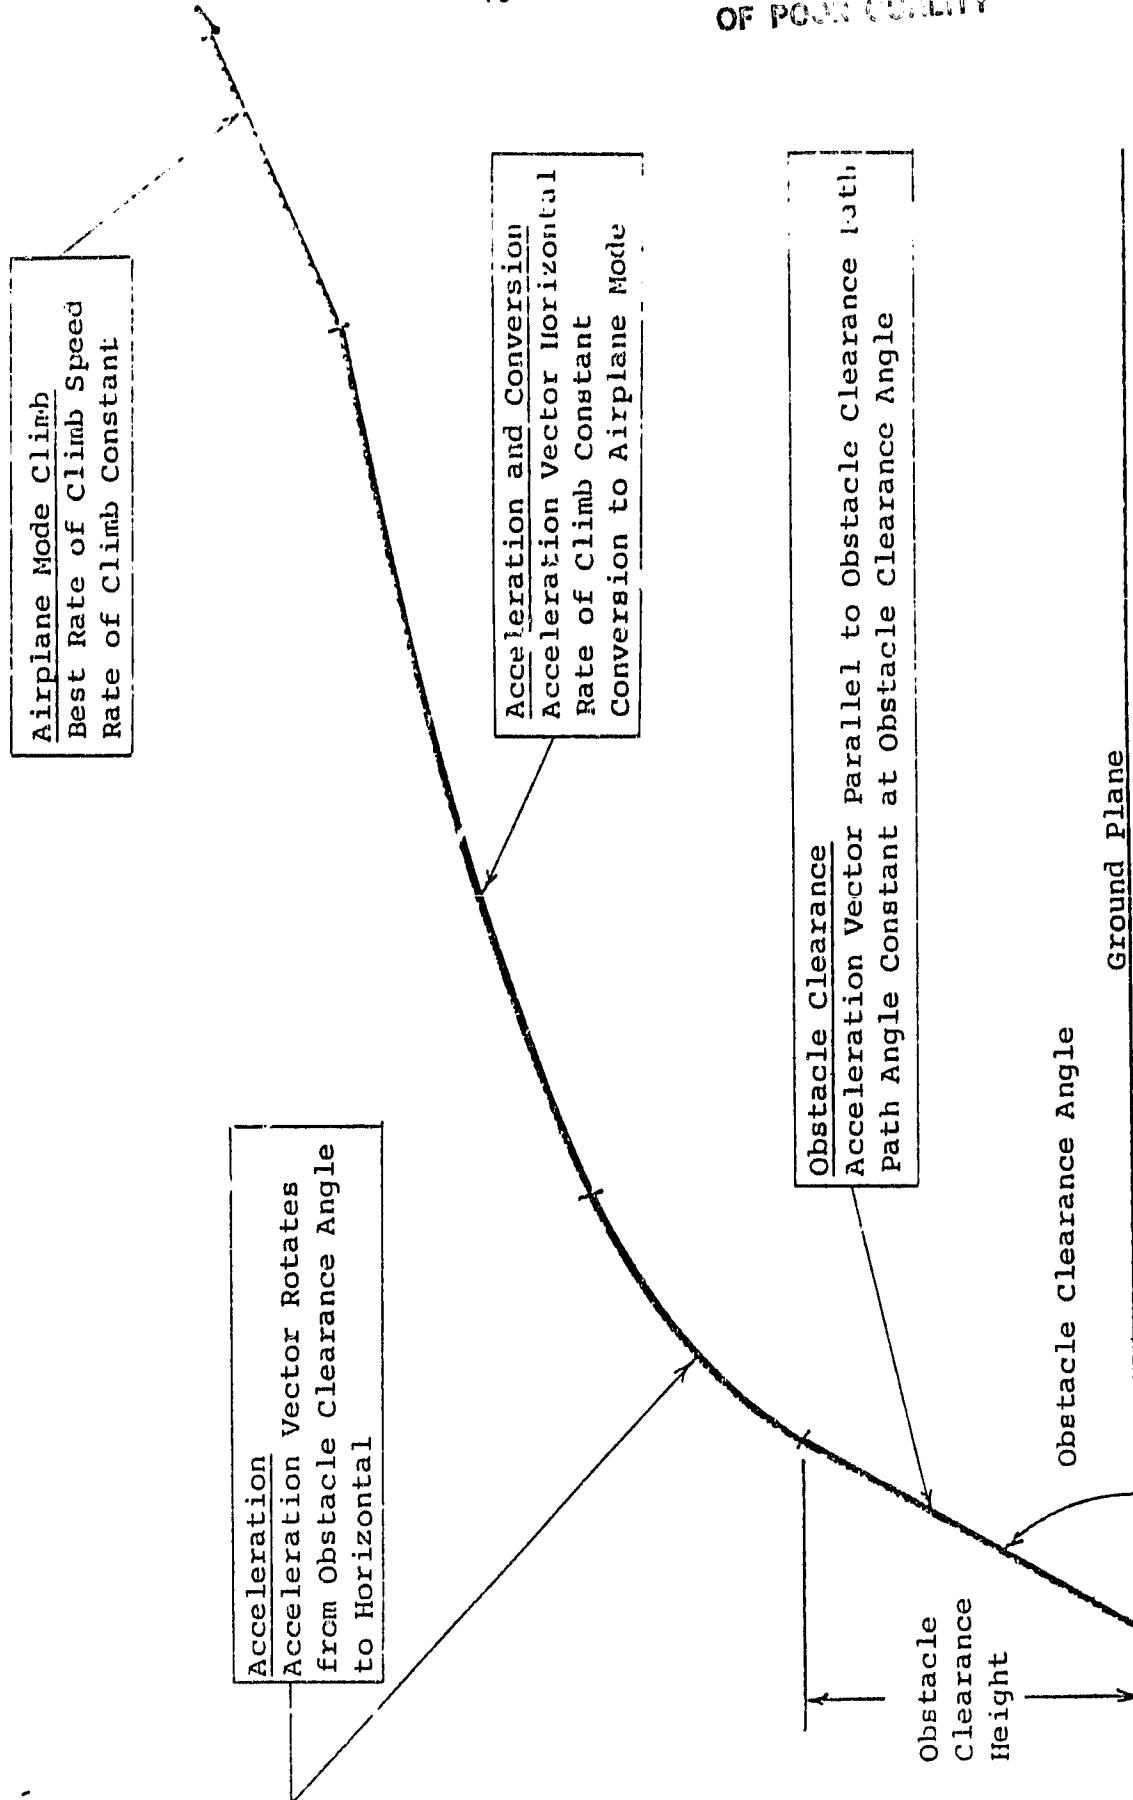 OF POOR QUALITY
Airplane Mode Climb
Best Rate of Climb Speed
Rate of Climb Constant
Acceleration and Conversion
Acceleration Vector Horizontal
Rate of Climb Constant
Conversion to Airplane Mode
Acceleration
Acceleration Vector Rotates
from Obstacle Clearance Angle
to Horizontal
Obstacle Clearance
Acceleration Vector Parallel to Obstacle Clearance Path
Path Angle Constant at Obstacle Clearance Angle
Obstacle
Clearance
Height
Obstacle Clearance Angle
Ground Plane